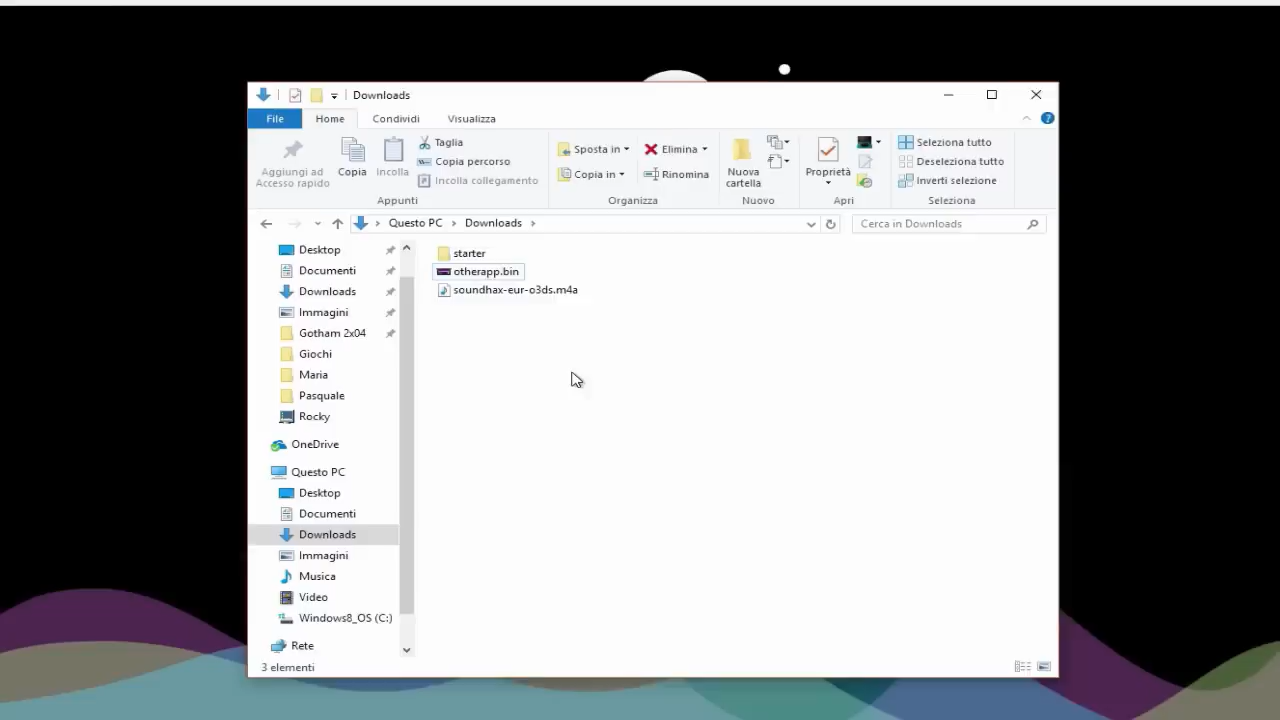 Downloads
File Home Condividi Visualizza
Aggiungi ad
Accesso rapido
Copia
Incolla
Taglia
Copia percorso
Incolla collegamento
Appunti
Sposta in
Copia in
Elimina
Rinomina
Organizza
Nuova
cartella
Nuovo
Proprietà
Apri
Seleziona tutto
Deseleziona tutto
Inverti selezione
Seleziona
Questo PC > Downloads >
Cerca in Downloads
Desktop
Documenti
Downloads
Immagini
Gotham 2x04
Giochi
Maria
Pasquale
Rocky
OneDrive
Questo PC
Desktop
Documenti
Downloads
Immagini
Musica
Video
Windows8_OS (C:)
Rete
starter
otherapp.bin
soundhax-eur-o3ds.m4a
3 elementi